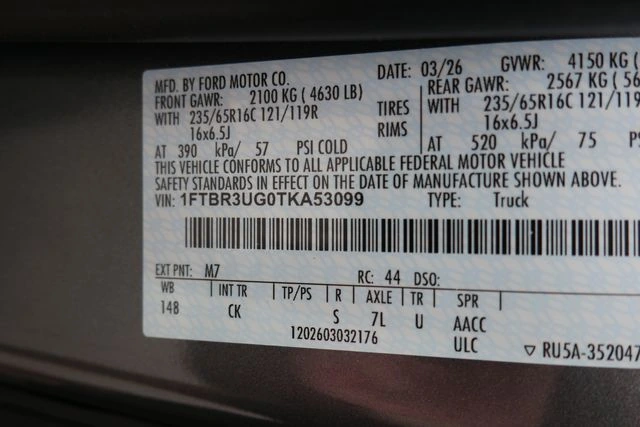 MFD. BY FORD MOTOR CO. DATE: 03/26 GVWR: 4150 KG (
FRONT GAWR: 2100 KG ( 4630 LB) REAR GAWR: 2567 KG ( 56
WITH 235/65R16C 121/119R TIRES WITH 235/65R16C 121/119
16x6.5J RIMS 16x6.5J
AT 390 kPa/ 57 PSI COLD AT 520 kPa/ 75 PSI
THIS VEHICLE CONFORMS TO ALL APPLICABLE FEDERAL MOTOR VEHICLE
SAFETY STANDARDS IN EFFECT ON THE DATE OF MANUFACTURE SHOWN ABOVE.
VIN: 1FTBR3UG0TKA53099 TYPE: Truck
EXT PNT: M7 RC: 44 DSO:
WB INT TR TP/PS R AXLE TR SPR
148 CK S 7L U AACC
1202603032176 ULC ▽ RU5A-352047